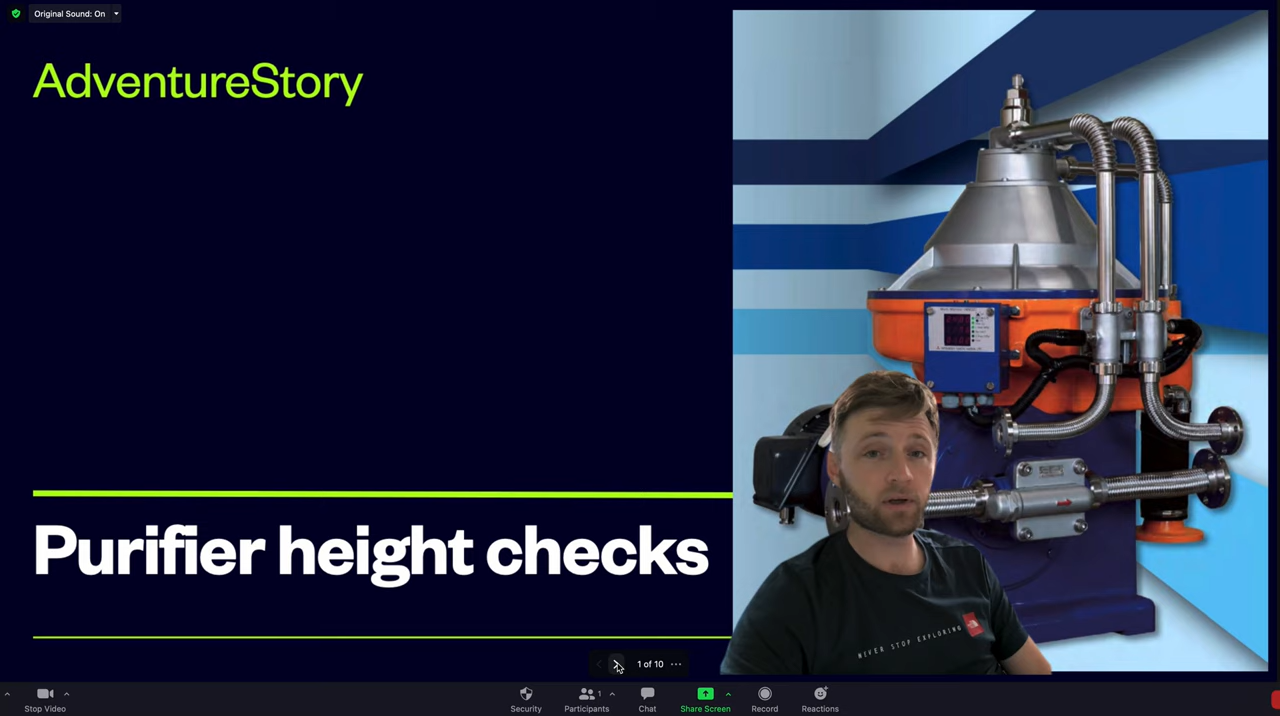 Original Sound: On
AdventureStory
Purifier height checks
NEVER STOP EXPLORING
1 of 10
Stop Video
Security
Participants
1
Chat
Share Screen
Record
Reactions